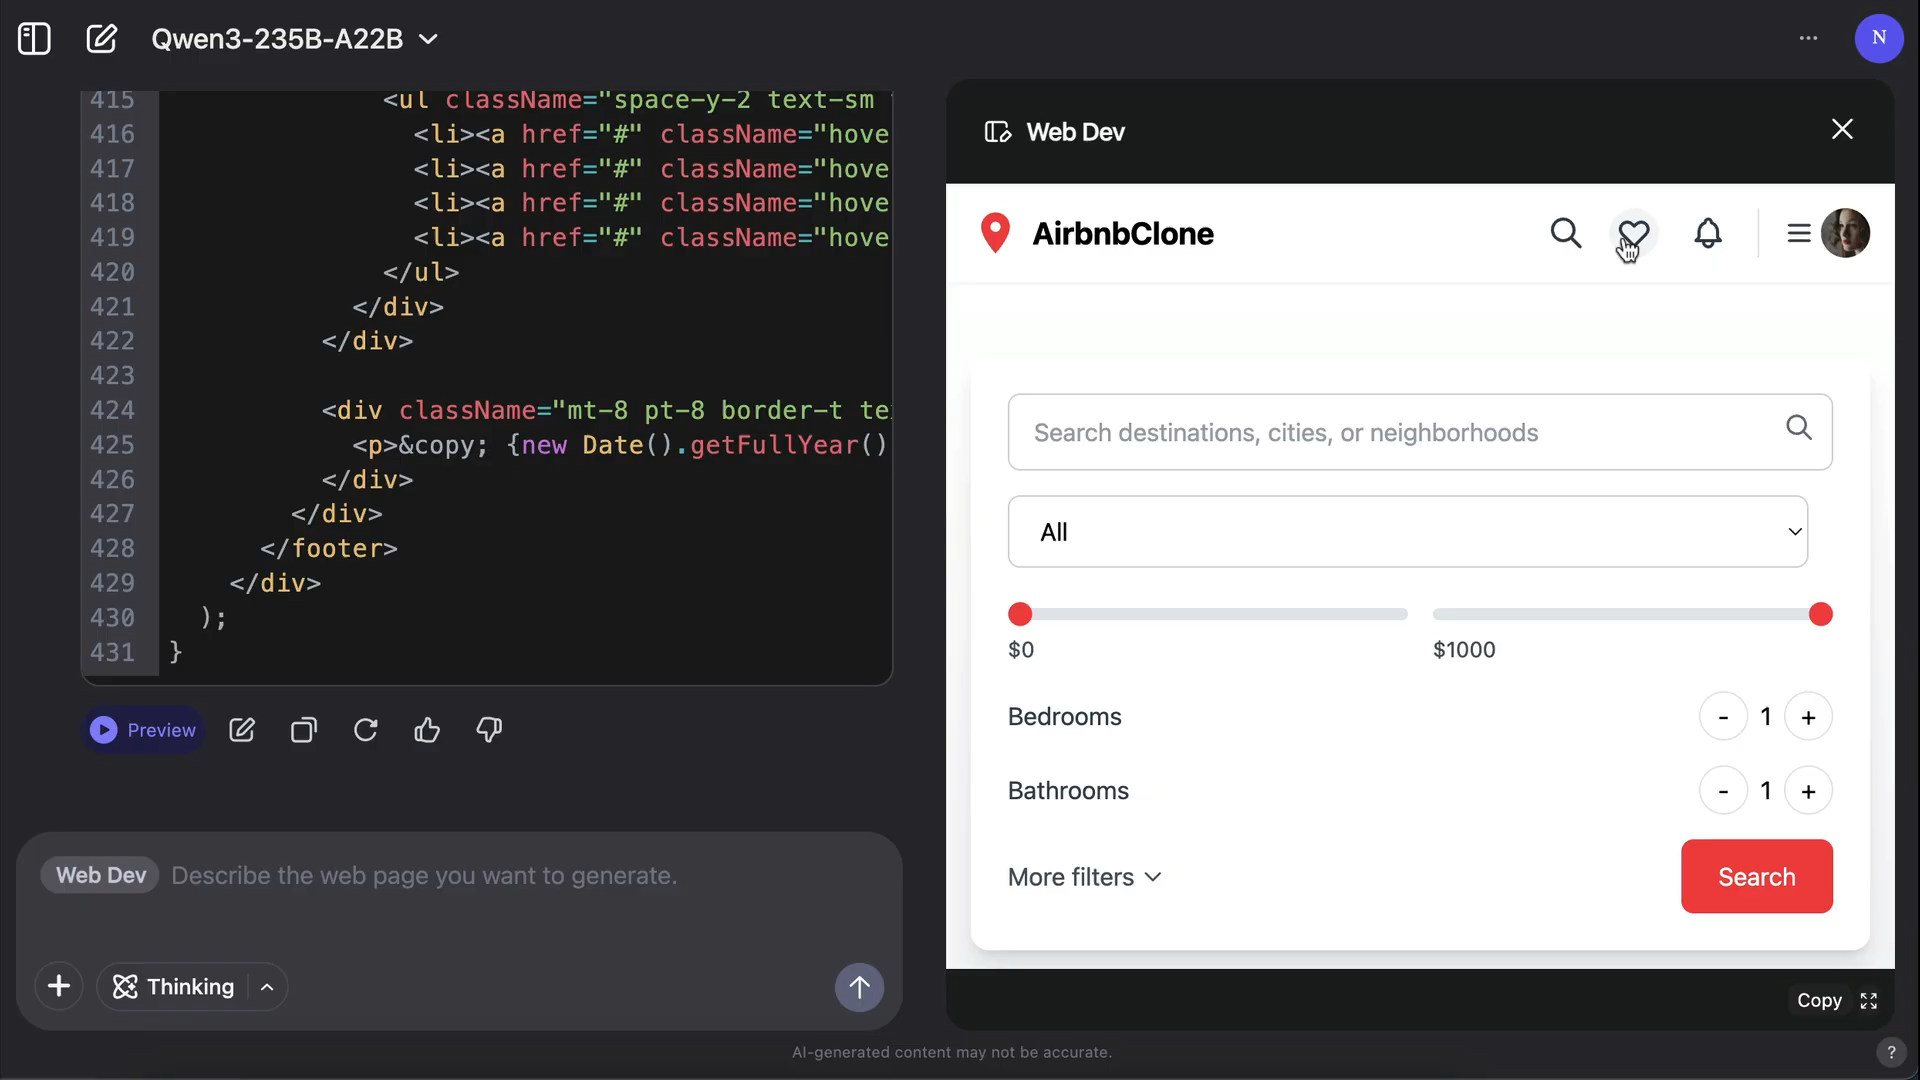 Qwen3-235B-A22B
N
415 <ul className="space-y-2 text-sm
416 <li><a href="#" className="hove
417 <li><a href="#" className="hove
418 <li><a href="#" className="hove
419 <li><a href="#" className="hove
420 </ul>
421 </div>
422 </div>
423
424 <div className="mt-8 pt-8 border-t te
425 <p>&copy; {new Date().getFullYear()
426 </div>
427 </div>
428 </footer>
429 </div>
430 );
431 }
Preview
Web Dev Describe the web page you want to generate.
Thinking
Web Dev
AirbnbClone
Search destinations, cities, or neighborhoods
All
$0 $1000
Bedrooms - 1 +
Bathrooms - 1 +
More filters Search
Copy
AI-generated content may not be accurate.
?